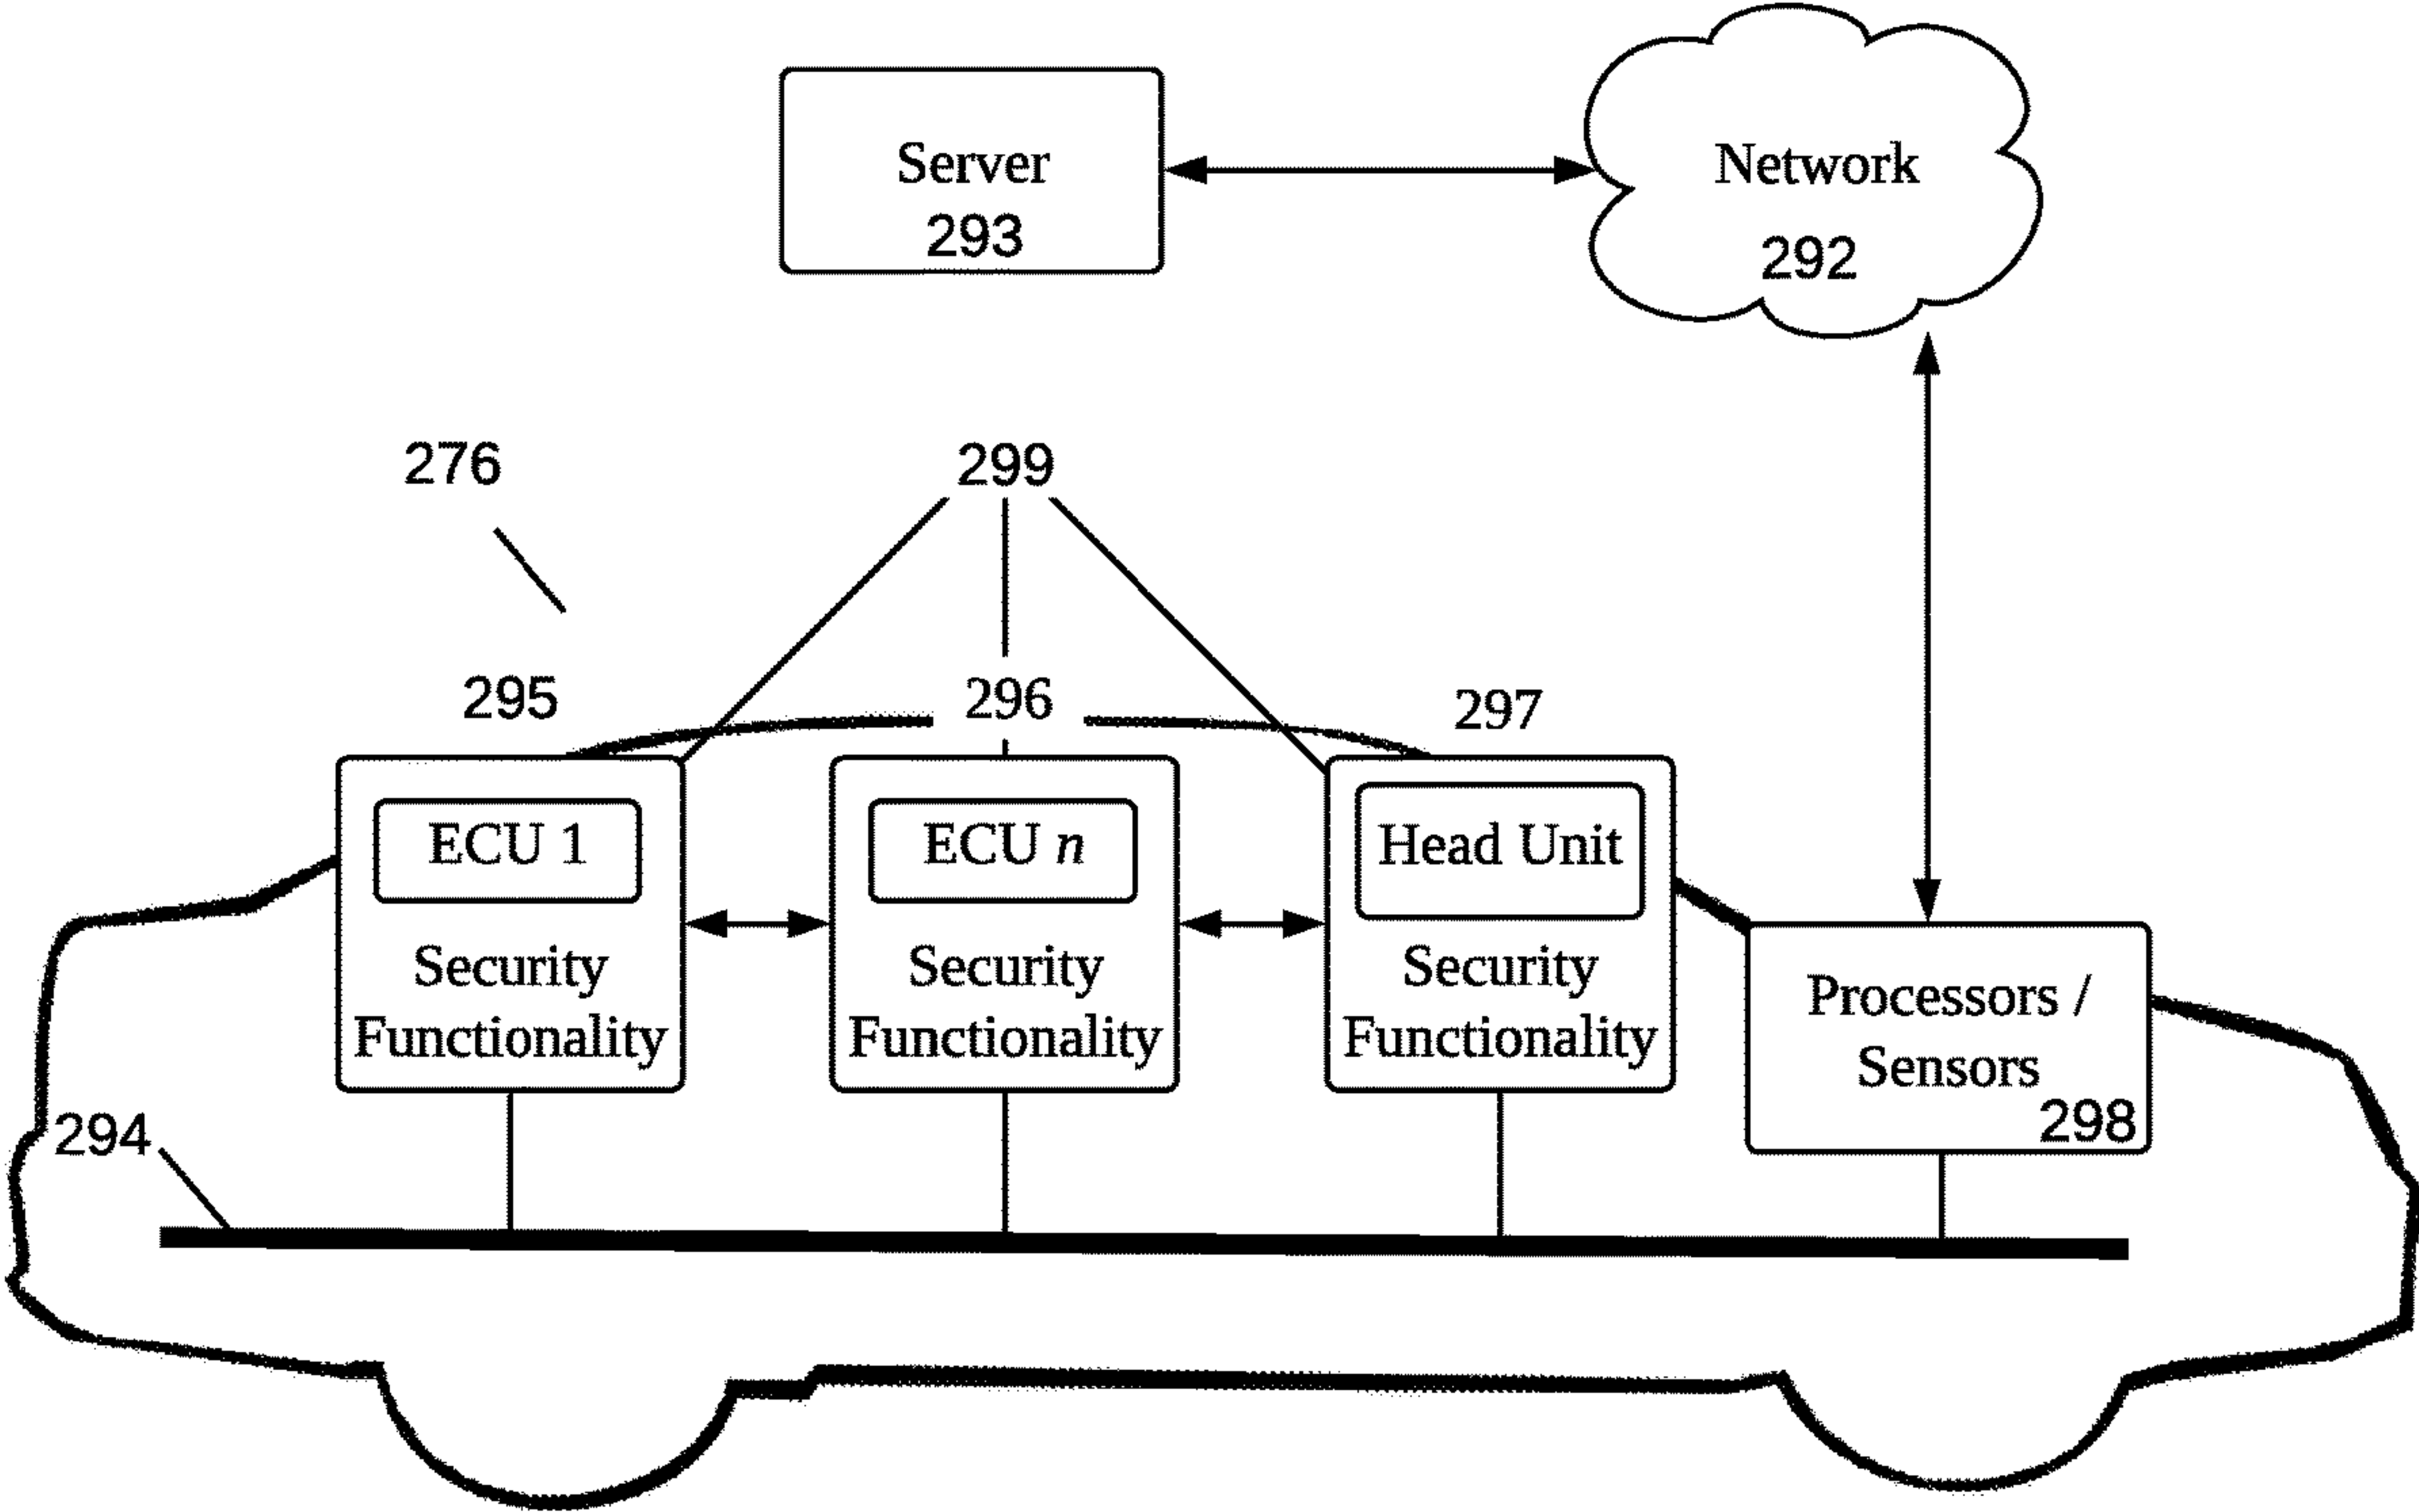 Server
293
Network
292
276
299
295
296
297
ECU 1
Security
Functionality
ECU n
Security
Functionality
Head Unit
Security
Functionality
Processors /
Sensors
298
294